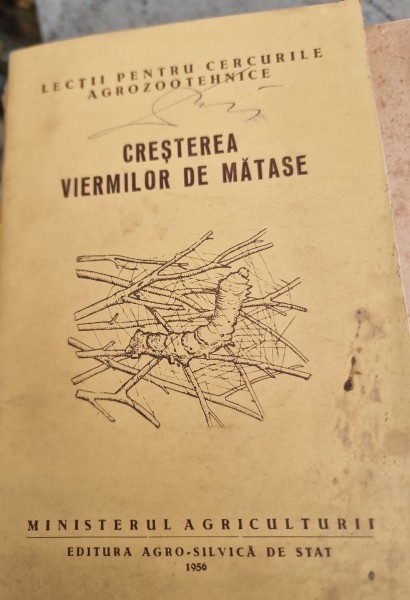 LECȚII PENTRU CERCURILE
AGROZOOTEHNICE
CREȘTEREA
VIERMILOR DE MĂTASE
MINISTERUL AGRICULTURII
EDITURA AGRO-SILVICĂ DE STAT
1956